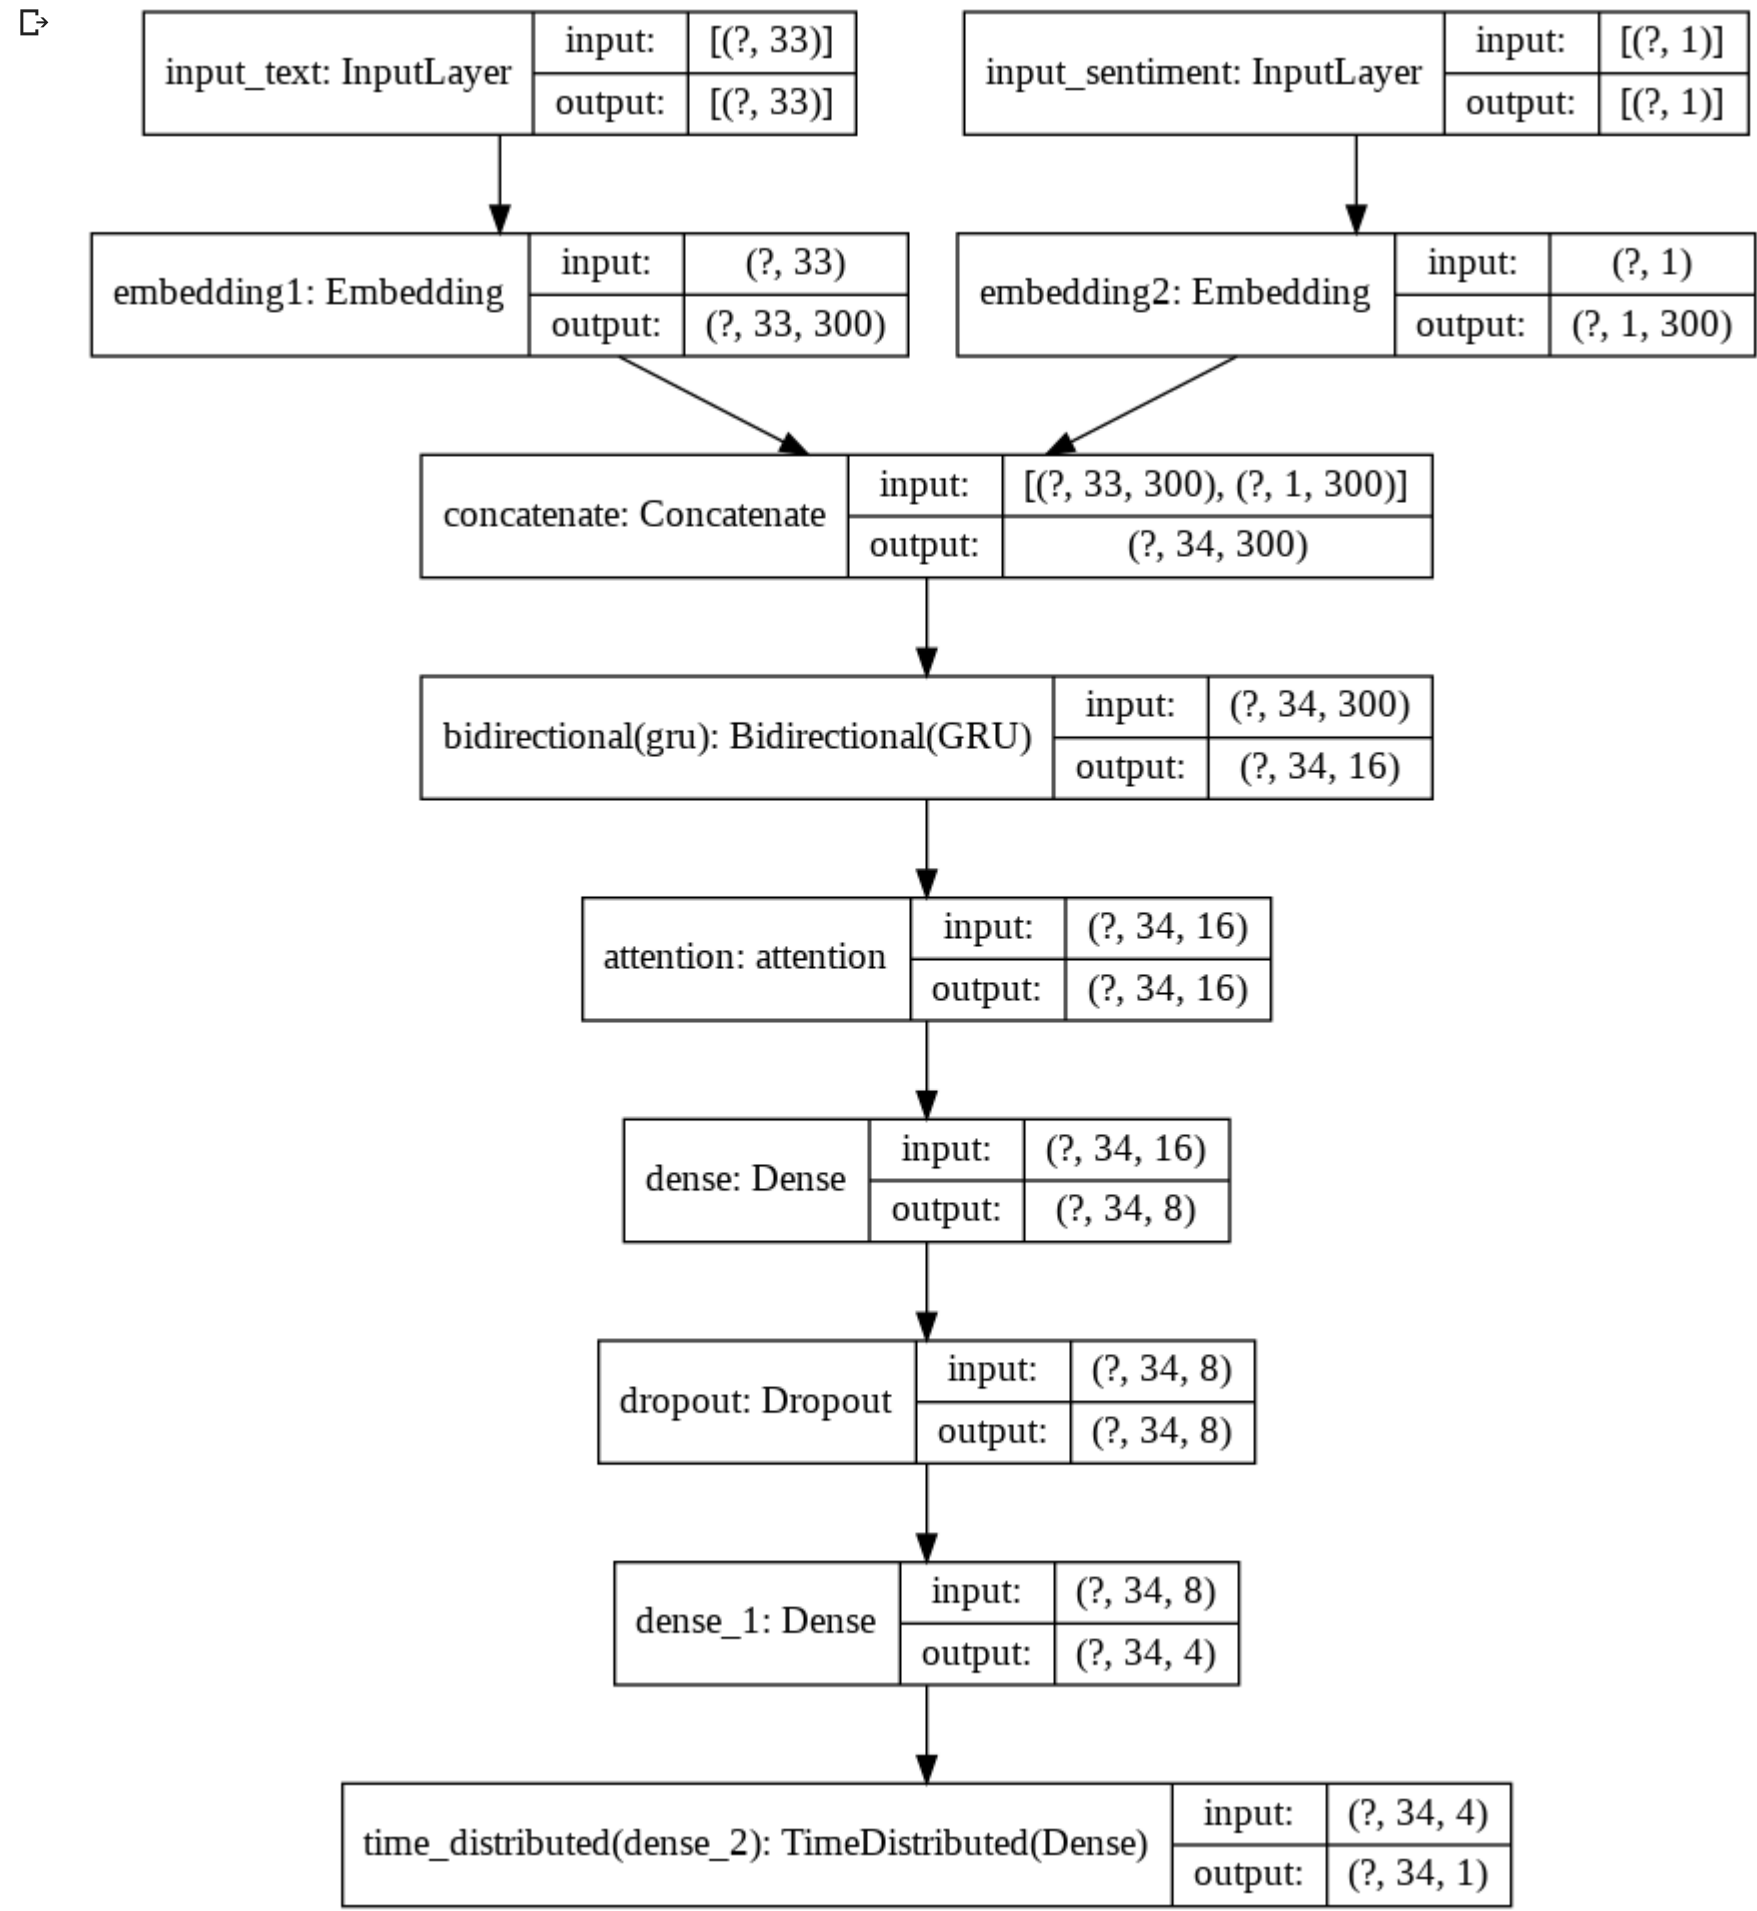 input_text: InputLayer
input: [(?, 33)]
output: [(?, 33)]
input_sentiment: InputLayer
input: [(?, 1)]
output: [(?, 1)]
embedding1: Embedding
input: (?, 33)
output: (?, 33, 300)
embedding2: Embedding
input: (?, 1)
output: (?, 1, 300)
concatenate: Concatenate
input: [(?, 33, 300), (?, 1, 300)]
output: (?, 34, 300)
bidirectional(gru): Bidirectional(GRU)
input: (?, 34, 300)
output: (?, 34, 16)
attention: attention
input: (?, 34, 16)
output: (?, 34, 16)
dense: Dense
input: (?, 34, 16)
output: (?, 34, 8)
dropout: Dropout
input: (?, 34, 8)
output: (?, 34, 8)
dense_1: Dense
input: (?, 34, 8)
output: (?, 34, 4)
time_distributed(dense_2): TimeDistributed(Dense)
input: (?, 34, 4)
output: (?, 34, 1)